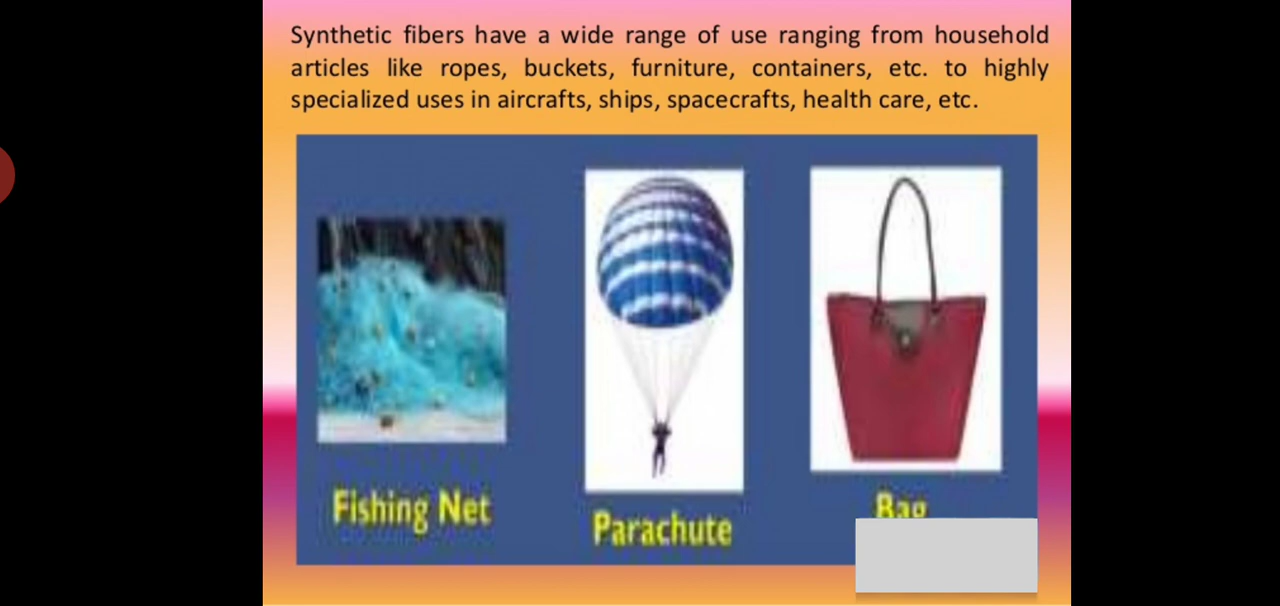 Synthetic fibers have a wide range of use ranging from household
articles like ropes, buckets, furniture, containers, etc. to highly
specialized uses in aircrafts, ships, spacecrafts, health care, etc.
Fishing Net
Parachute
Bag